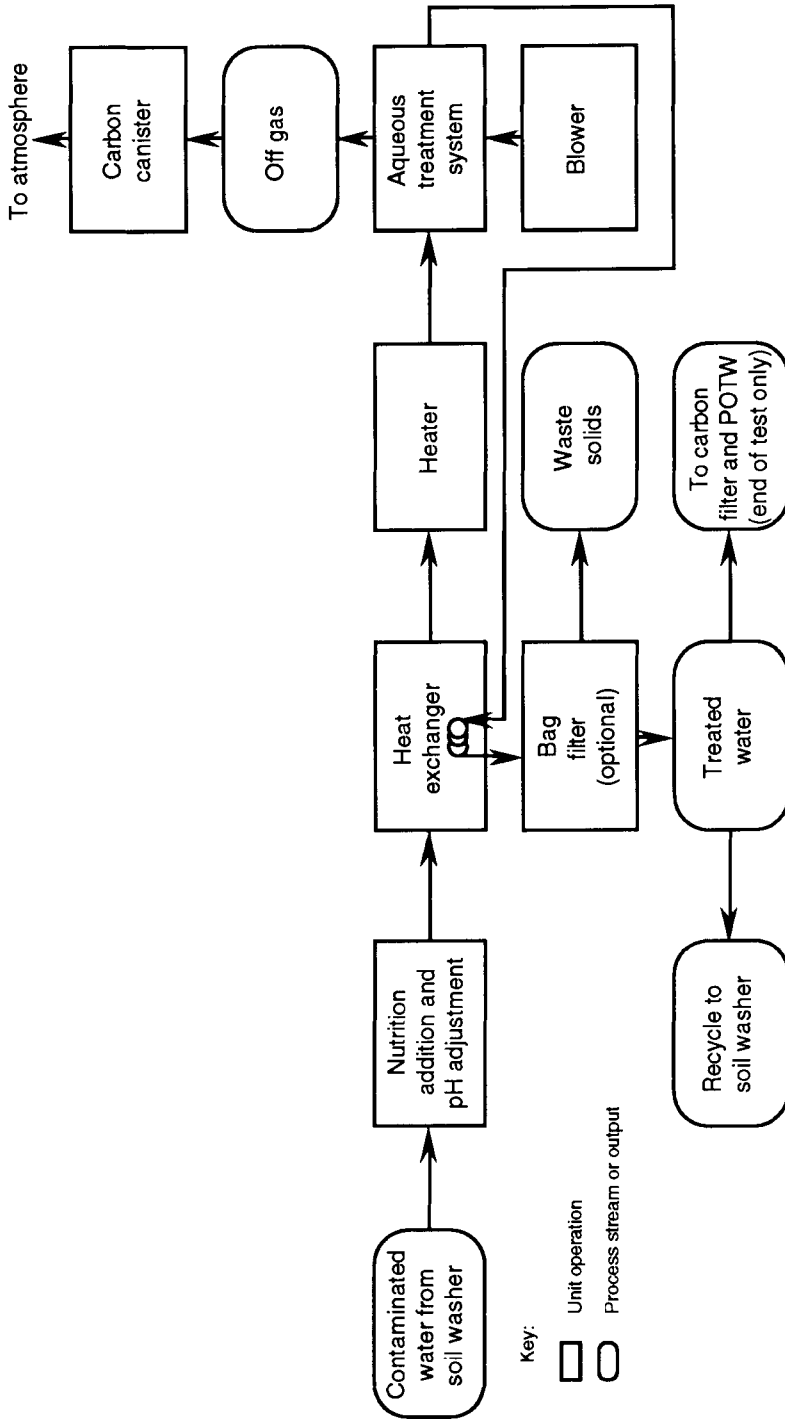 To atmosphere
Carbon
canister
Off gas
Contaminated
water from
soil washer
Nutrition
addition and
pH adjustment
Heat
exchanger
Heater
Aqueous
treatment
system
Bag
filter
(optional)
Waste
solids
Blower
Recycle to
soil washer
Treated
water
To carbon
filter and POTW
(end of test only)
Key:
Unit operation
Process stream or output